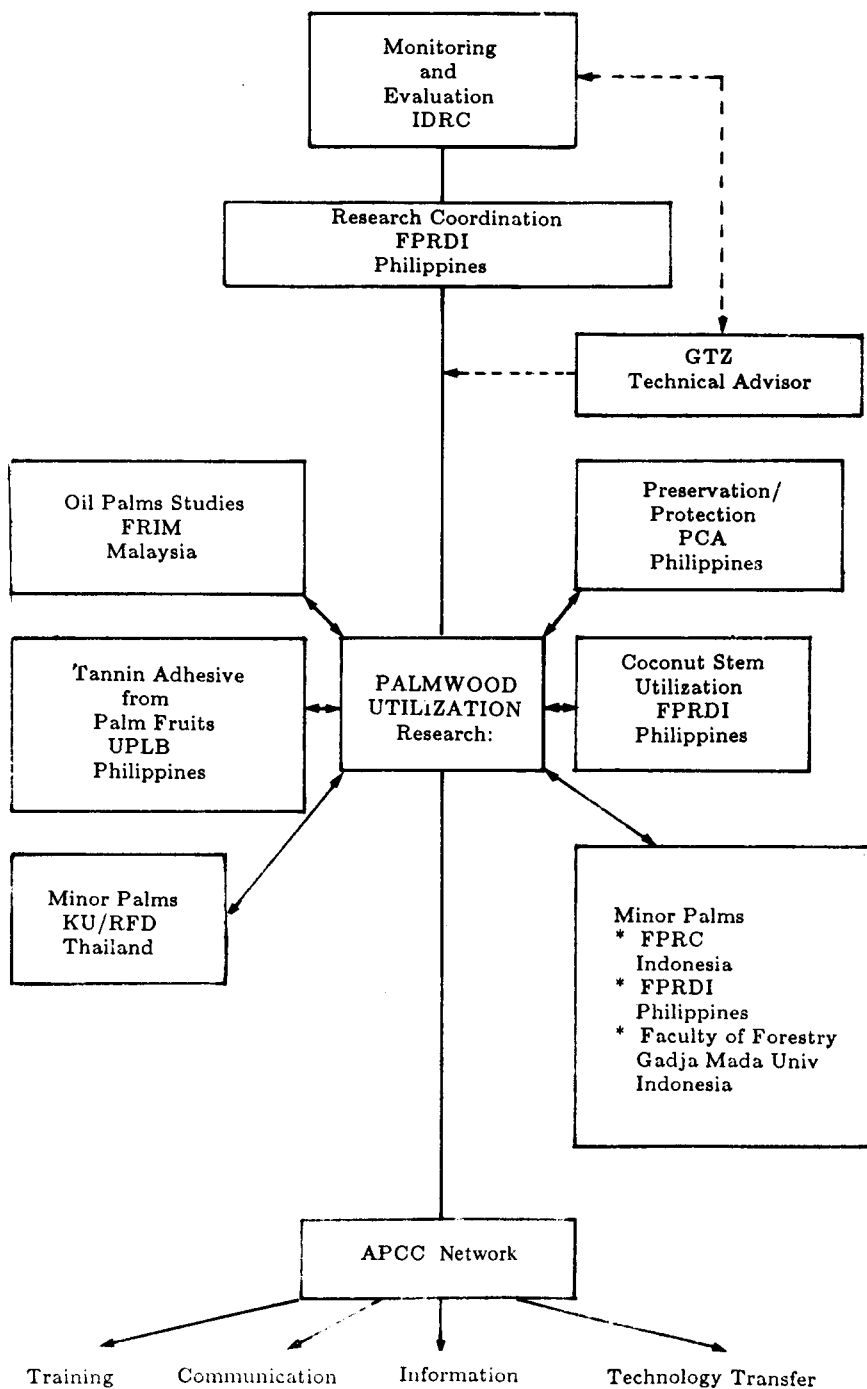 Monitoring
and
Evaluation
IDRC
Research Coordination
FPRDI
Philippines
GTZ
Technical Advisor
Oil Palms Studies
FRIM
Malaysia
Preservation/
Protection
PCA
Philippines
Tannin Adhesive
from
Palm Fruits
UPLB
Philippines
PALMWOOD
UTILIZATION
Research:
Coconut Stem
Utilization
FPRDI
Philippines
Minor Palms
KU/RFD
Thailand
Minor Palms
* FPRC
Indonesia
* FPRDI
Philippines
* Faculty of Forestry
Gadja Mada Univ
Indonesia
APCC Network
Training Communication Information Technology Transfer